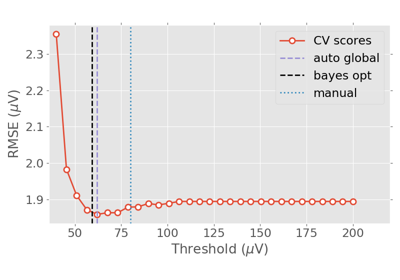 CV scores
auto global
bayes opt
manual
2.3
2.2
2.1
2.0
1.9
RMSE (μV)
50 75 100 125 150 175 200
Threshold (μV)